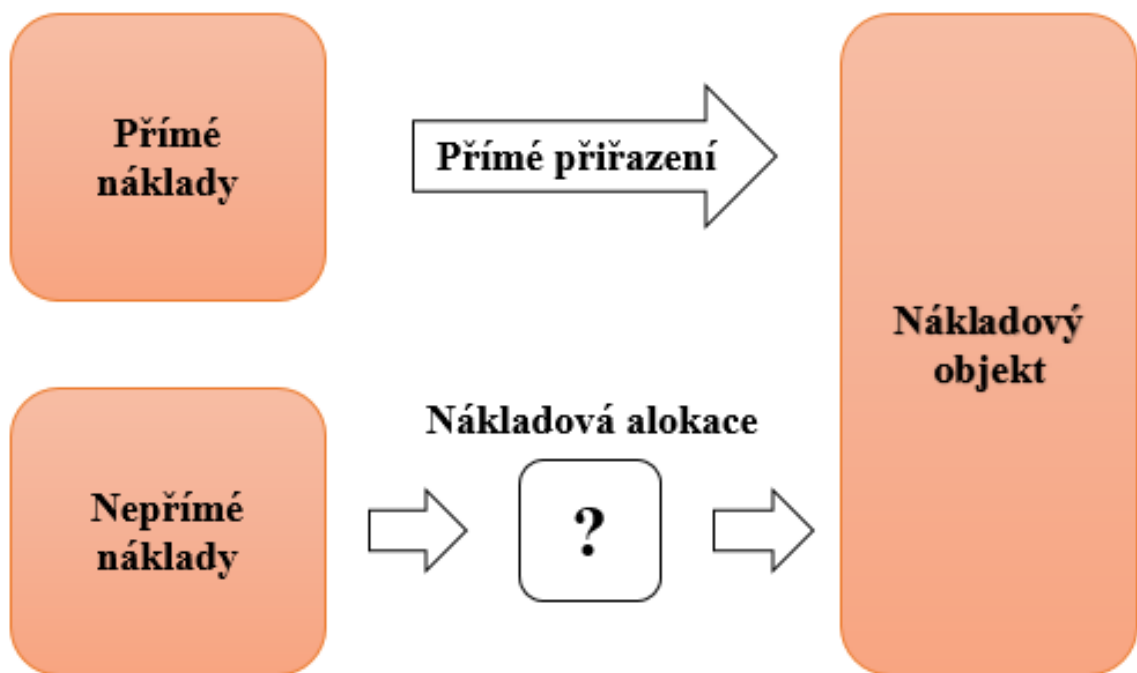 Přímé
náklady
Přímé přiřazení
Nákladový
objekt
Nákladová alokace
Nepřímé
náklady
?